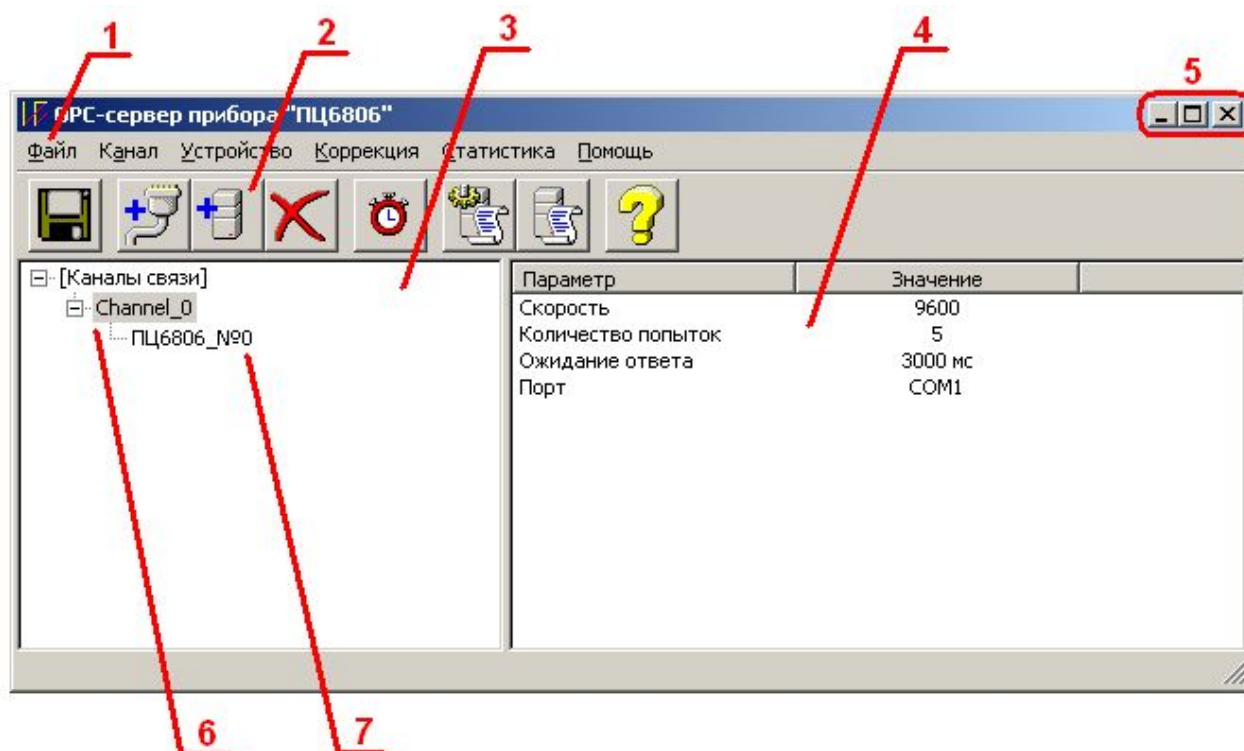 1
2
3
4
5
OPC-сервер прибора "ПЦ6806"
Файл Канал Устройство Коррекция Статистика Помощь
[Каналы связи]
Channel_0
ПЦ6806_№0
Параметр Значение
Скорость 9600
Количество попыток 5
Ожидание ответа 3000 мс
Порт COM1
6
7